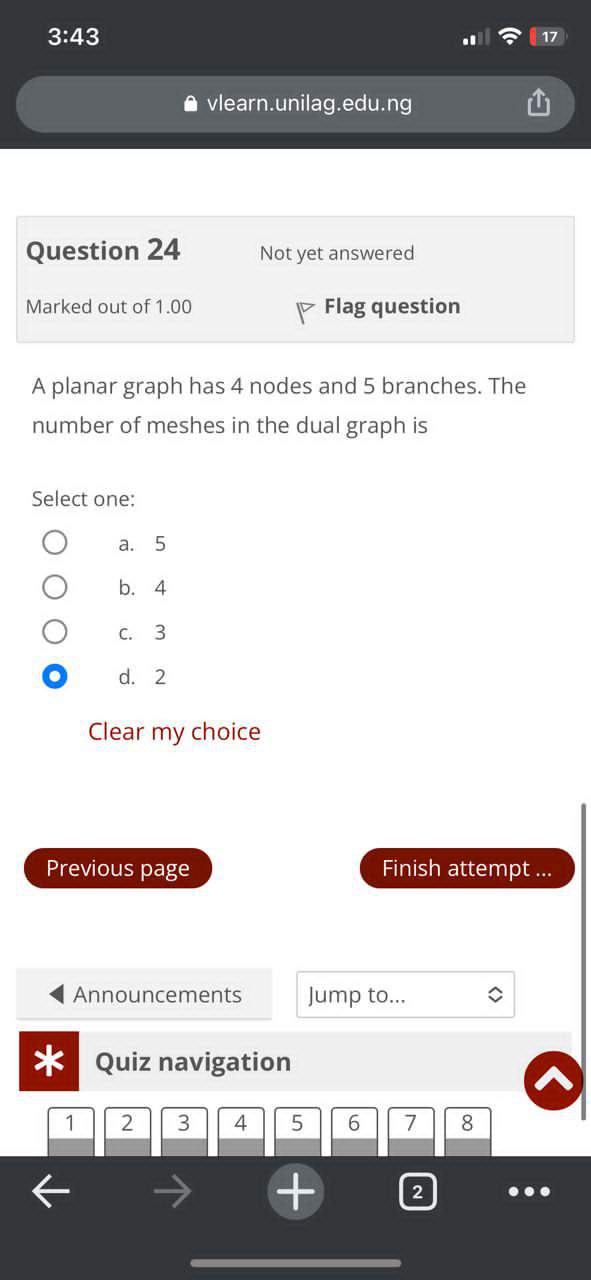 3:43
17
vlearn.unilag.edu.ng
Question 24
Not yet answered
Marked out of 1.00
Flag question
A planar graph has 4 nodes and 5 branches. The
number of meshes in the dual graph is
Select one:
a. 5
b. 4
c. 3
d. 2
Clear my choice
Previous page
Finish attempt ...
Announcements
Jump to...
Quiz navigation
1 2 3 4 5 6 7 8
2